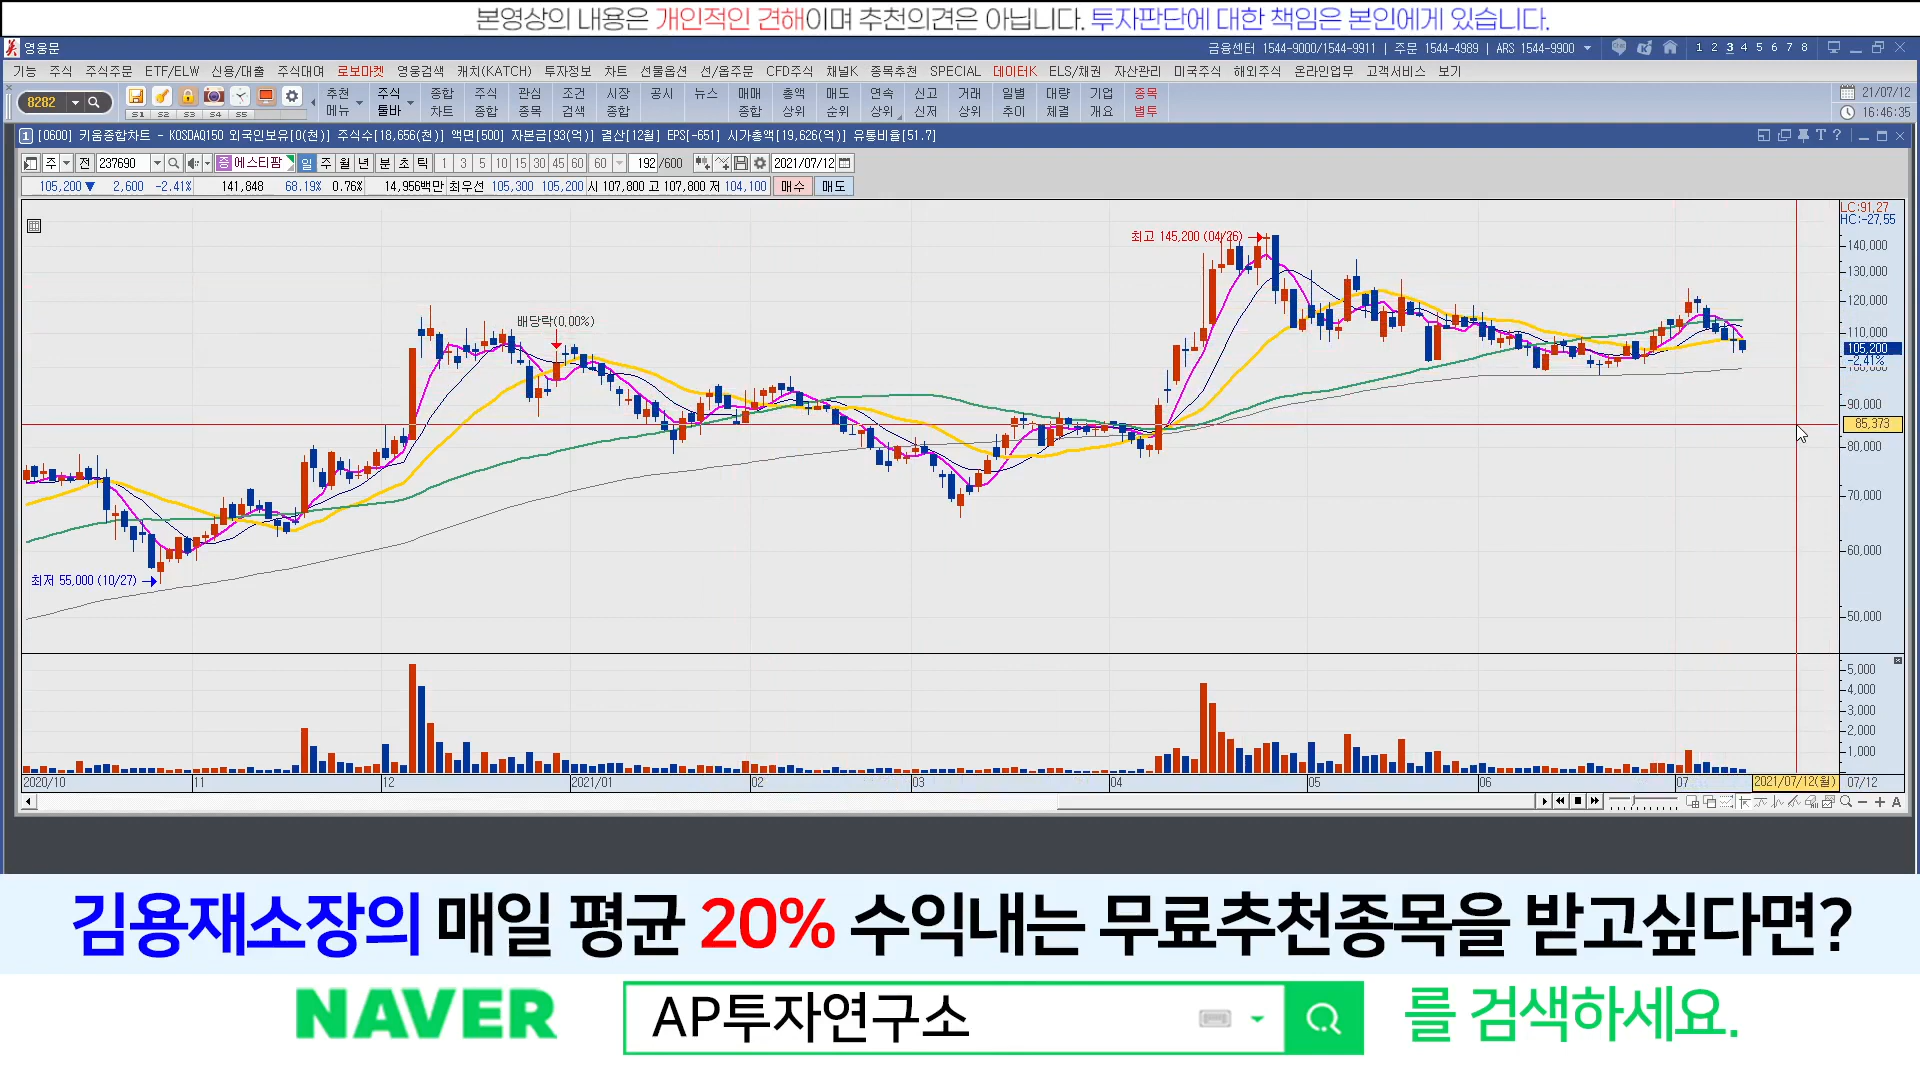 본영상의 내용은 개인적인 견해이며 추천의견은 아닙니다. 투자판단에 대한 책임은 본인에게 있습니다.
영웅문 금융센터 1544-9000/1544-9911 | 주문 1544-4989 | ARS 1544-9900 1 2 3 4 5 6 7 8
기능 주식 주식주문 ETF/ELW 신용/대출 주식대여 로보마켓 영웅검색 캐치(KATCH) 투자정보 차트 선물옵션 선/옵주문 CFD주식 채널K 종목추천 SPECIAL 데이터K ELS/채권 자산관리 미국주식 해외주식 온라인업무 고객서비스 보기
8282 S1 S2 S3 S4 S5 추천 메뉴 주식 툴바 종합 차트 주식 종합 관심 종목 조건 검색 시장 종합 공시 뉴스 매매 종합 총액 상위 매도 순위 연속 상위 신고 신저 거래 상위 일별 추이 대량 체결 기업 개요 종목 별투 21/07/12
16:46:35
1 [0600] 키움종합차트 - KOSDAQ150 외국인보유[0(천)] 주식수[18,656(천)] 액면[500] 자본금[93(억)] 결산[12월] EPS[-651] 시가총액[19,626(억)] 유통비율[51.7]
주 전 237690 증 에스티팜 일 주 월 년 분 초 틱 1 3 5 10 15 30 45 60 60 192 /600 2021/07/12
105,200 ▼ 2,600 -2.41% 141,848 68.19% 0.76% 14,956백만 최우선 105,300 105,200 시 107,800 고 107,800 저 104,100 매수 매도
LC:91.27
HC:-27.55
최고 145,200 (04/26)
140,000
130,000
120,000
배당락(0.00%)
110,000
105,200
-2.41%
100,000
90,000
85,373
80,000
70,000
최저 55,000 (10/27)
60,000
50,000
5,000
4,000
3,000
2,000
1,000
2020/10 11 12 2021/01 02 03 04 05 06 07 2021/07/12(월) 07/12
김용재소장의 매일 평균 20% 수익내는 무료추천종목을 받고싶다면?
NAVER AP투자연구소 를 검색하세요.